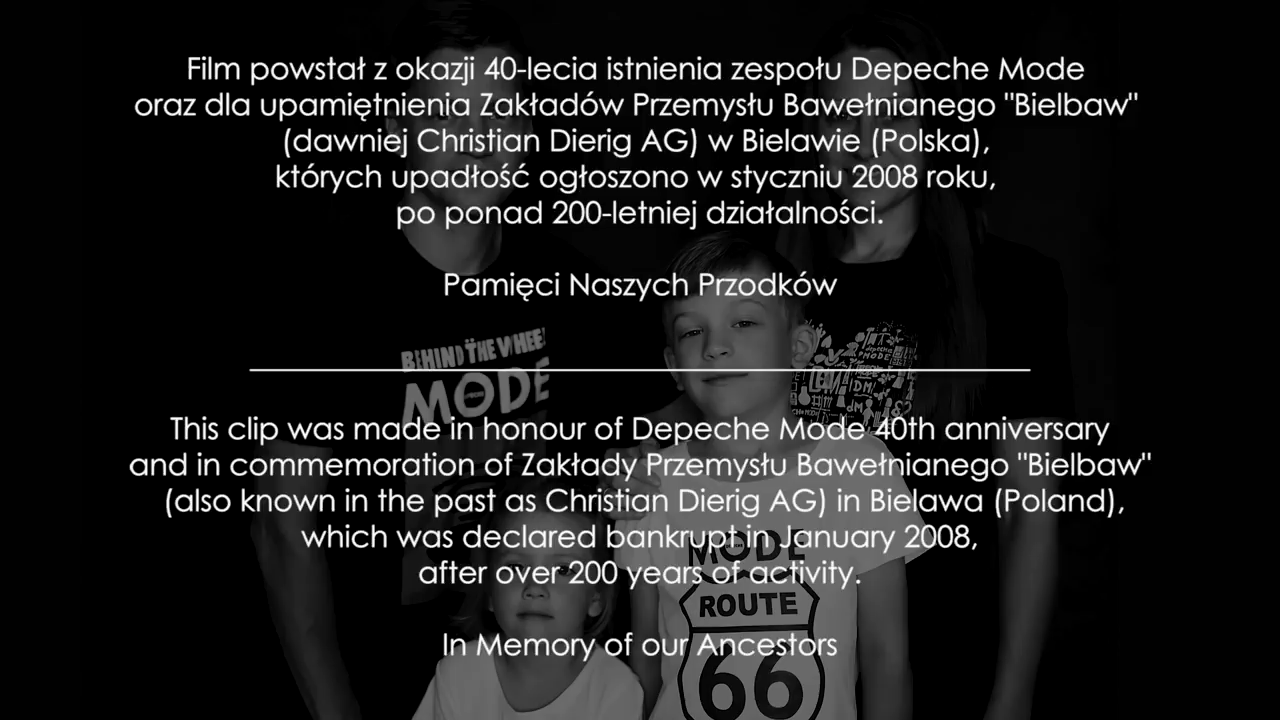 Film powstał z okazji 40-lecia istnienia zespołu Depeche Mode
oraz dla upamiętnienia Zakładów Przemysłu Bawełnianego "Bielbaw"
(dawniej Christian Dierig AG) w Bielawie (Polska),
których upadłość ogłoszono w styczniu 2008 roku,
po ponad 200-letniej działalności.
Pamięci Naszych Przodków
BEHIND THE WHEEL
MODE
depeche
MODE
DM
dM
This clip was made in honour of Depeche Mode 40th anniversary
and in commemoration of Zakłady Przemysłu Bawełnianego "Bielbaw"
(also known in the past as Christian Dierig AG) in Bielawa (Poland),
which was declared bankrupt in January 2008,
after over 200 years of activity.
In Memory of our Ancestors
MODE
ROUTE
66